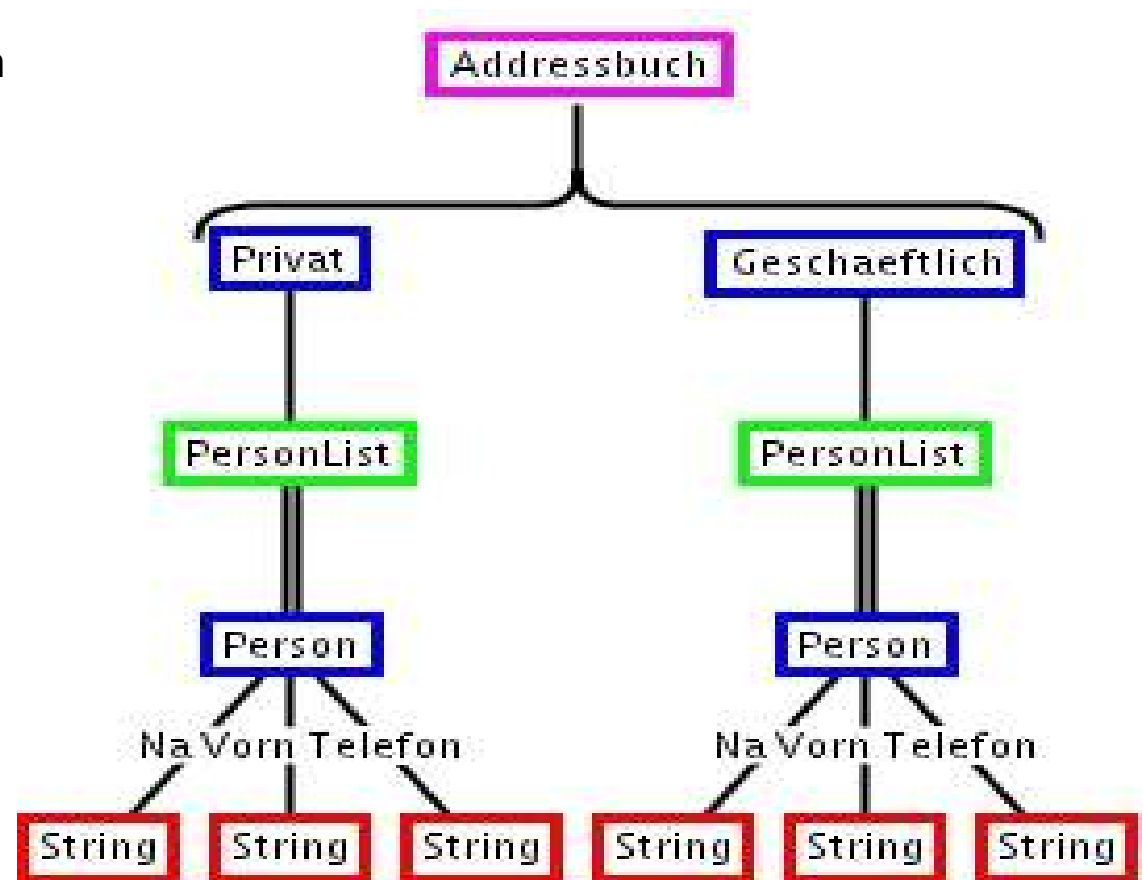 Addressbuch
Privat Geschaeftlich
PersonList PersonList
Person Person
Na Vorn Telefon Na Vorn Telefon
String String String String String String